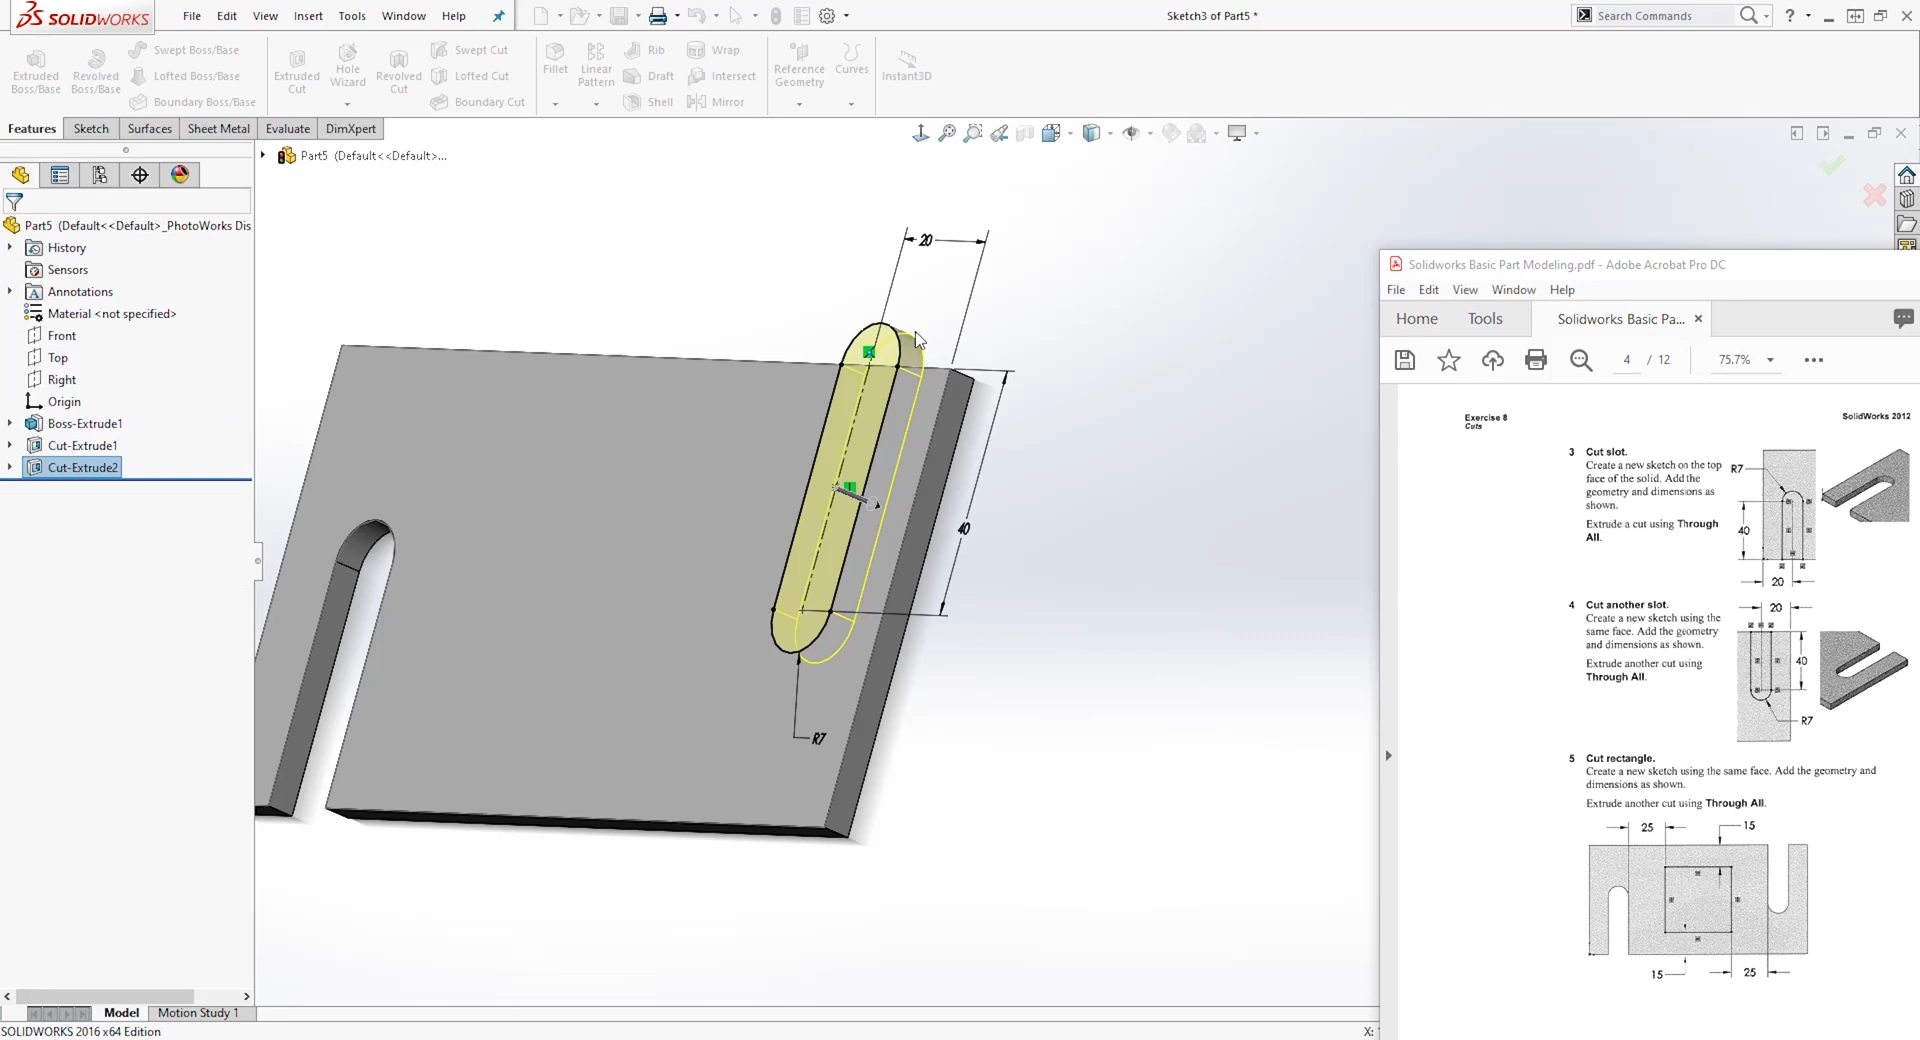 SOLIDWORKS
File Edit View Insert Tools Window Help
Sketch3 of Part5 *
Search Commands
?
Extruded Boss/Base
Revolved Boss/Base
Swept Boss/Base
Lofted Boss/Base
Boundary Boss/Base
Extruded Cut
Hole Wizard
Revolved Cut
Swept Cut
Lofted Cut
Boundary Cut
Fillet
Linear Pattern
Rib
Draft
Shell
Wrap
Intersect
Mirror
Reference Geometry
Curves
Instant3D
Features Sketch Surfaces Sheet Metal Evaluate DimXpert
Part5 (Default<<Default>...
Part5 (Default<<Default>_PhotoWorks Dis
History
Sensors
Annotations
Material <not specified>
Front
Top
Right
Origin
Boss-Extrude1
Cut-Extrude1
Cut-Extrude2
20
40
R7
Model Motion Study 1
SOLIDWORKS 2016 x64 Edition
X:
Solidworks Basic Part Modeling.pdf - Adobe Acrobat Pro DC
File Edit View Window Help
Home Tools Solidworks Basic Pa... ×
4 / 12 75.7%
Exercise 8
Cuts
SolidWorks 2012
3 Cut slot.
Create a new sketch on the top
face of the solid. Add the
geometry and dimensions as
shown.
Extrude a cut using Through
All.
R7
40
20
4 Cut another slot.
Create a new sketch using the
same face. Add the geometry
and dimensions as shown.
Extrude another cut using
Through All.
20
40
R7
5 Cut rectangle.
Create a new sketch using the same face. Add the geometry and
dimensions as shown.
Extrude another cut using Through All.
25
15
15
25